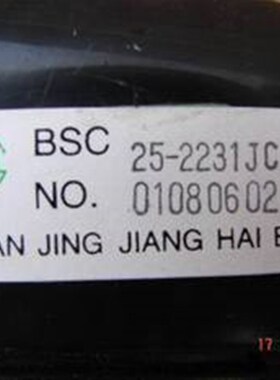 BSC 25-2231JC
NO. 01080602
AN JING JIANG HAI
17